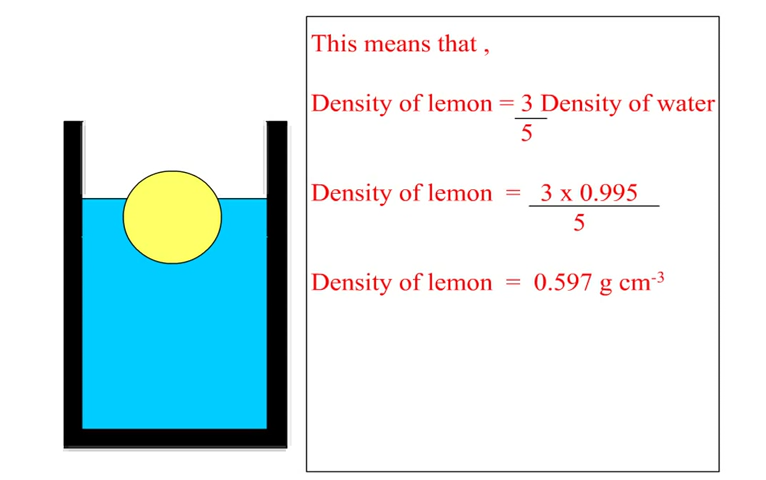 This means that ,
Density of lemon = 3 Density of water
5
Density of lemon = 3 x 0.995
5
Density of lemon = 0.597 g cm-3